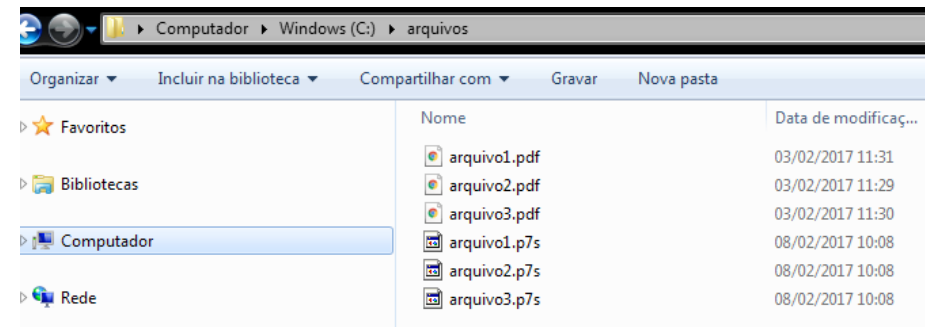 Computador Windows (C:) arquivos
Organizar Incluir na biblioteca Compartilhar com Gravar Nova pasta
Nome Data de modificaç...
Favoritos
arquivo1.pdf 03/02/2017 11:31
arquivo2.pdf 03/02/2017 11:29
Bibliotecas
arquivo3.pdf 03/02/2017 11:30
Computador
arquivo1.p7s 08/02/2017 10:08
arquivo2.p7s 08/02/2017 10:08
Rede
arquivo3.p7s 08/02/2017 10:08